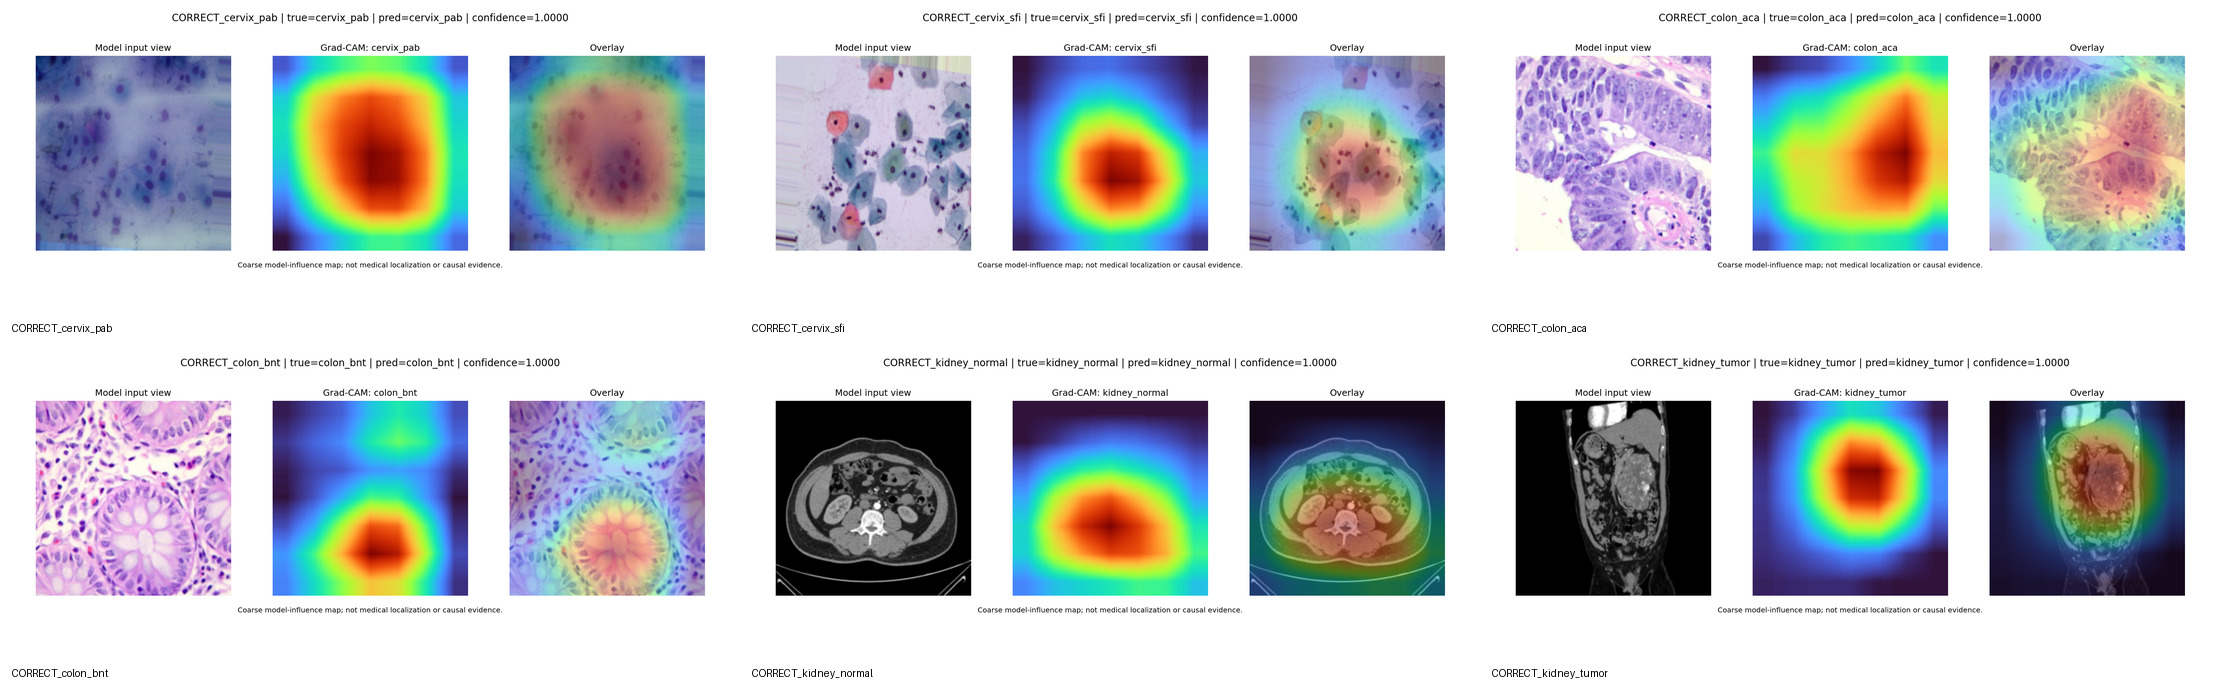 CORRECT_cervix_pab | true=cervix_pab | pred=cervix_pab | confidence=1.0000
Model input view
Grad-CAM: cervix_pab
Overlay
Coarse model-influence map; not medical localization or causal evidence.
CORRECT_cervix_pab
CORRECT_cervix_sfi | true=cervix_sfi | pred=cervix_sfi | confidence=1.0000
Model input view
Grad-CAM: cervix_sfi
Overlay
Coarse model-influence map; not medical localization or causal evidence.
CORRECT_cervix_sfi
CORRECT_colon_aca | true=colon_aca | pred=colon_aca | confidence=1.0000
Model input view
Grad-CAM: colon_aca
Overlay
Coarse model-influence map; not medical localization or causal evidence.
CORRECT_colon_aca
CORRECT_colon_bnt | true=colon_bnt | pred=colon_bnt | confidence=1.0000
Model input view
Grad-CAM: colon_bnt
Overlay
Coarse model-influence map; not medical localization or causal evidence.
CORRECT_colon_bnt
CORRECT_kidney_normal | true=kidney_normal | pred=kidney_normal | confidence=1.0000
Model input view
Grad-CAM: kidney_normal
Overlay
Coarse model-influence map; not medical localization or causal evidence.
CORRECT_kidney_normal
CORRECT_kidney_tumor | true=kidney_tumor | pred=kidney_tumor | confidence=1.0000
Model input view
Grad-CAM: kidney_tumor
Overlay
Coarse model-influence map; not medical localization or causal evidence.
CORRECT_kidney_tumor